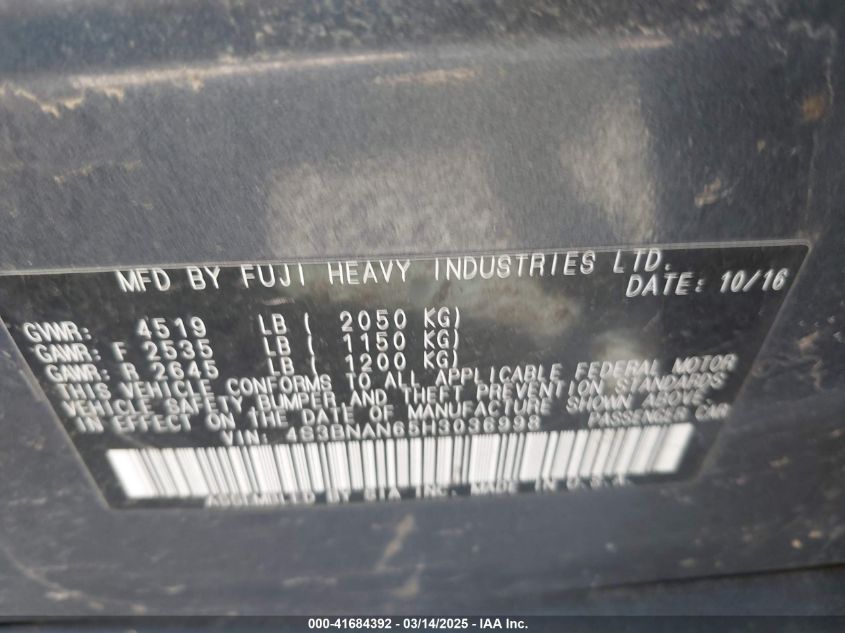 MFD BY FUJI HEAVY INDUSTRIES LTD.
DATE: 10/16
GVWR: 4519 LB ( 2050 KG)
GAWR: F 2535 LB ( 1150 KG)
GAWR: R 2645 LB ( 1200 KG)
THIS VEHICLE CONFORMS TO ALL APPLICABLE FEDERAL MOTOR
VEHICLE SAFETY BUMPER AND THEFT PREVENTION STANDARDS
IN EFFECT ON THE DATE OF MANUFACTURE SHOWN ABOVE.
VIN: 4S3BNAN65H3036998 PASSENGER CAR
ASSEMBLED BY SIA INC. MADE IN U.S.A.
000-41684392 - 03/14/2025 - IAA Inc.